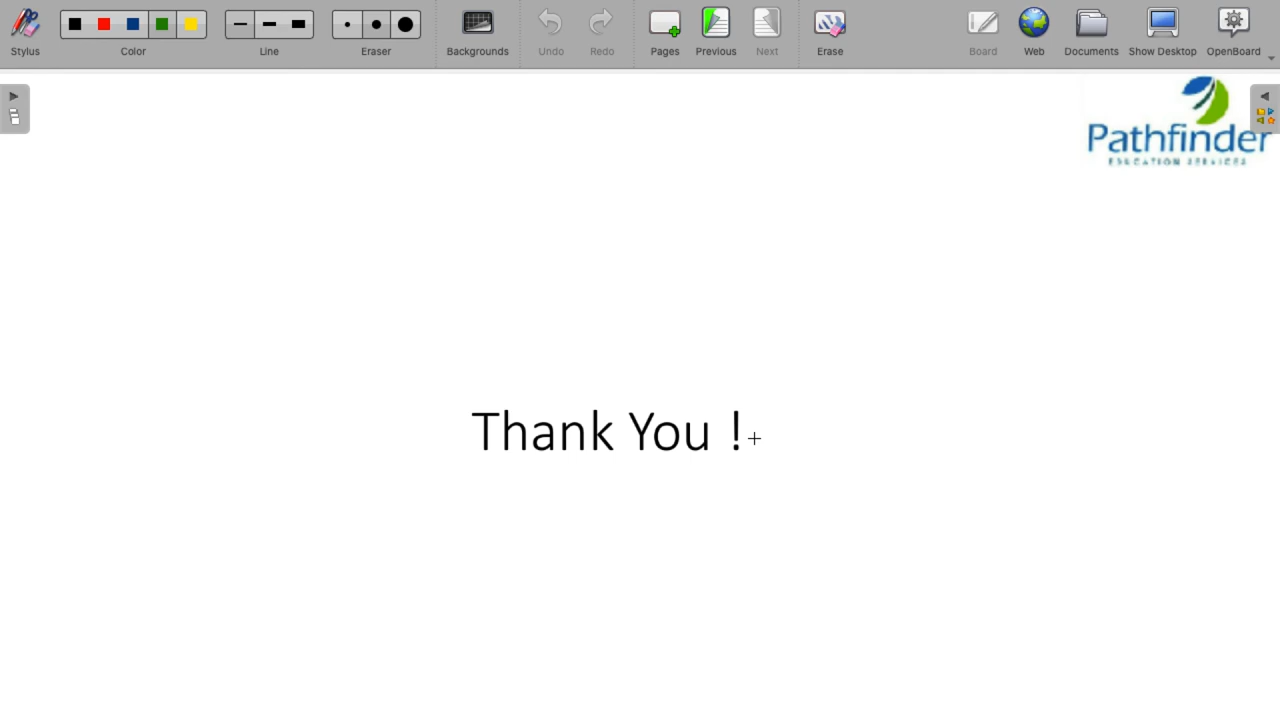 Stylus
Color
Line
Eraser
Backgrounds
Undo
Redo
Pages
Previous
Next
Erase
Board
Web
Documents
Show Desktop
OpenBoard
Pathfinder
EDUCATION SERVICES
Thank You !